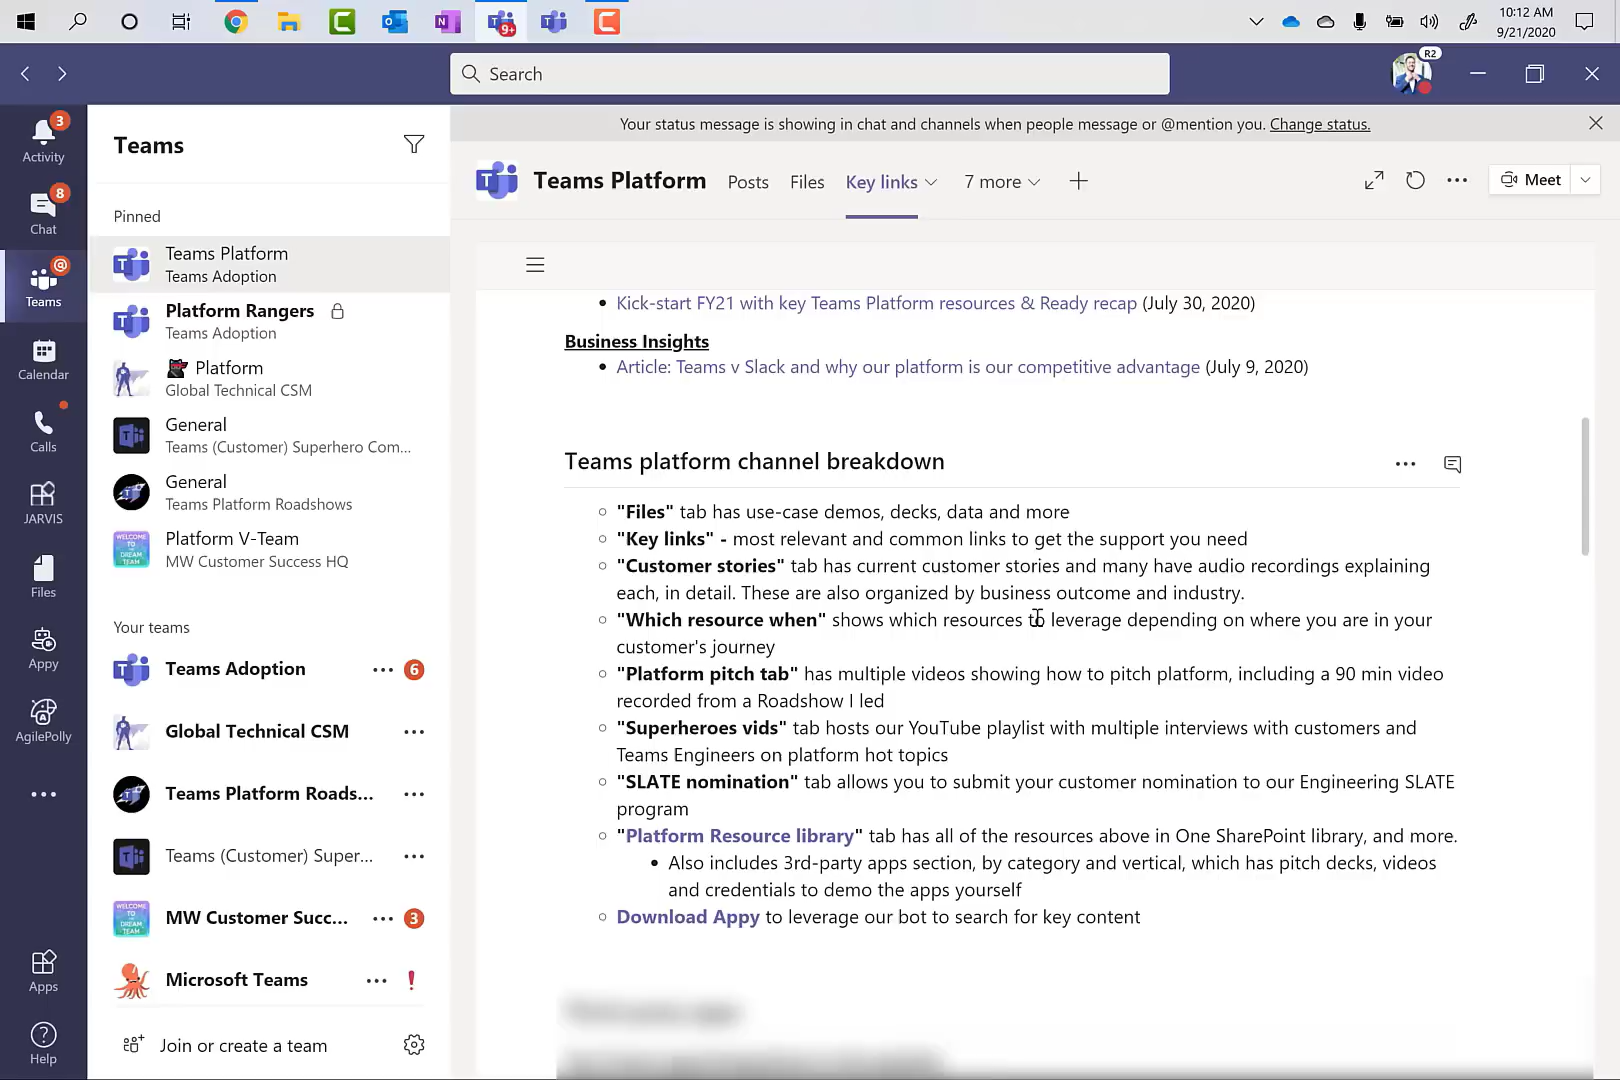 10:12 AM
9+
9/21/2020
Search
R2
Your status message is showing in chat and channels when people message or @mention you. Change status.
3
Activity
8
Chat
@
Teams
Calendar
Calls
JARVIS
Files
Appy
AgilePolly
Apps
Help
Teams
Pinned
Teams Platform
Teams Adoption
Platform Rangers
Teams Adoption
Platform
Global Technical CSM
General
Teams (Customer) Superhero Com...
General
Teams Platform Roadshows
Platform V-Team
MW Customer Success HQ
Your teams
Teams Adoption ... 6
Global Technical CSM ...
Teams Platform Roads... ...
Teams (Customer) Super... ...
MW Customer Succ... ... 3
Microsoft Teams ... !
Join or create a team
Teams Platform Posts Files Key links 7 more + ... Meet
• Kick-start FY21 with key Teams Platform resources & Ready recap (July 30, 2020)
Business Insights
• Article: Teams v Slack and why our platform is our competitive advantage (July 9, 2020)
Teams platform channel breakdown
○ "Files" tab has use-case demos, decks, data and more
○ "Key links" - most relevant and common links to get the support you need
○ "Customer stories" tab has current customer stories and many have audio recordings explaining
each, in detail. These are also organized by business outcome and industry.
○ "Which resource when" shows which resources to leverage depending on where you are in your
customer's journey
○ "Platform pitch tab" has multiple videos showing how to pitch platform, including a 90 min video
recorded from a Roadshow I led
○ "Superheroes vids" tab hosts our YouTube playlist with multiple interviews with customers and
Teams Engineers on platform hot topics
○ "SLATE nomination" tab allows you to submit your customer nomination to our Engineering SLATE
program
○ "Platform Resource library" tab has all of the resources above in One SharePoint library, and more.
• Also includes 3rd-party apps section, by category and vertical, which has pitch decks, videos
and credentials to demo the apps yourself
○ Download Appy to leverage our bot to search for key content